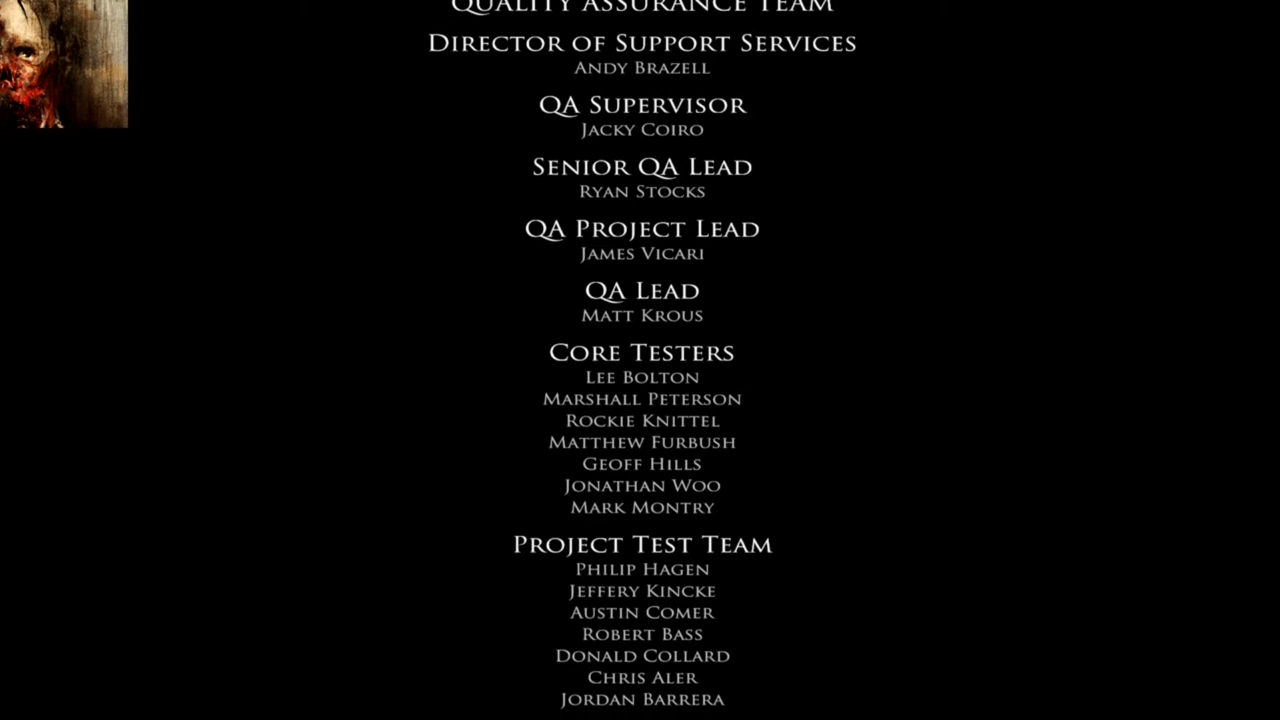 QUALITY ASSURANCE TEAM
DIRECTOR OF SUPPORT SERVICES
ANDY BRAZELL
QA SUPERVISOR
JACKY COIRO
SENIOR QA LEAD
RYAN STOCKS
QA PROJECT LEAD
JAMES VICARI
QA LEAD
MATT KROUS
CORE TESTERS
LEE BOLTON
MARSHALL PETERSON
ROCKIE KNITTEL
MATTHEW FURBUSH
GEOFF HILLS
JONATHAN WOO
MARK MONTRY
PROJECT TEST TEAM
PHILIP HAGEN
JEFFERY KINCKE
AUSTIN COMER
ROBERT BASS
DONALD COLLARD
CHRIS ALER
JORDAN BARRERA